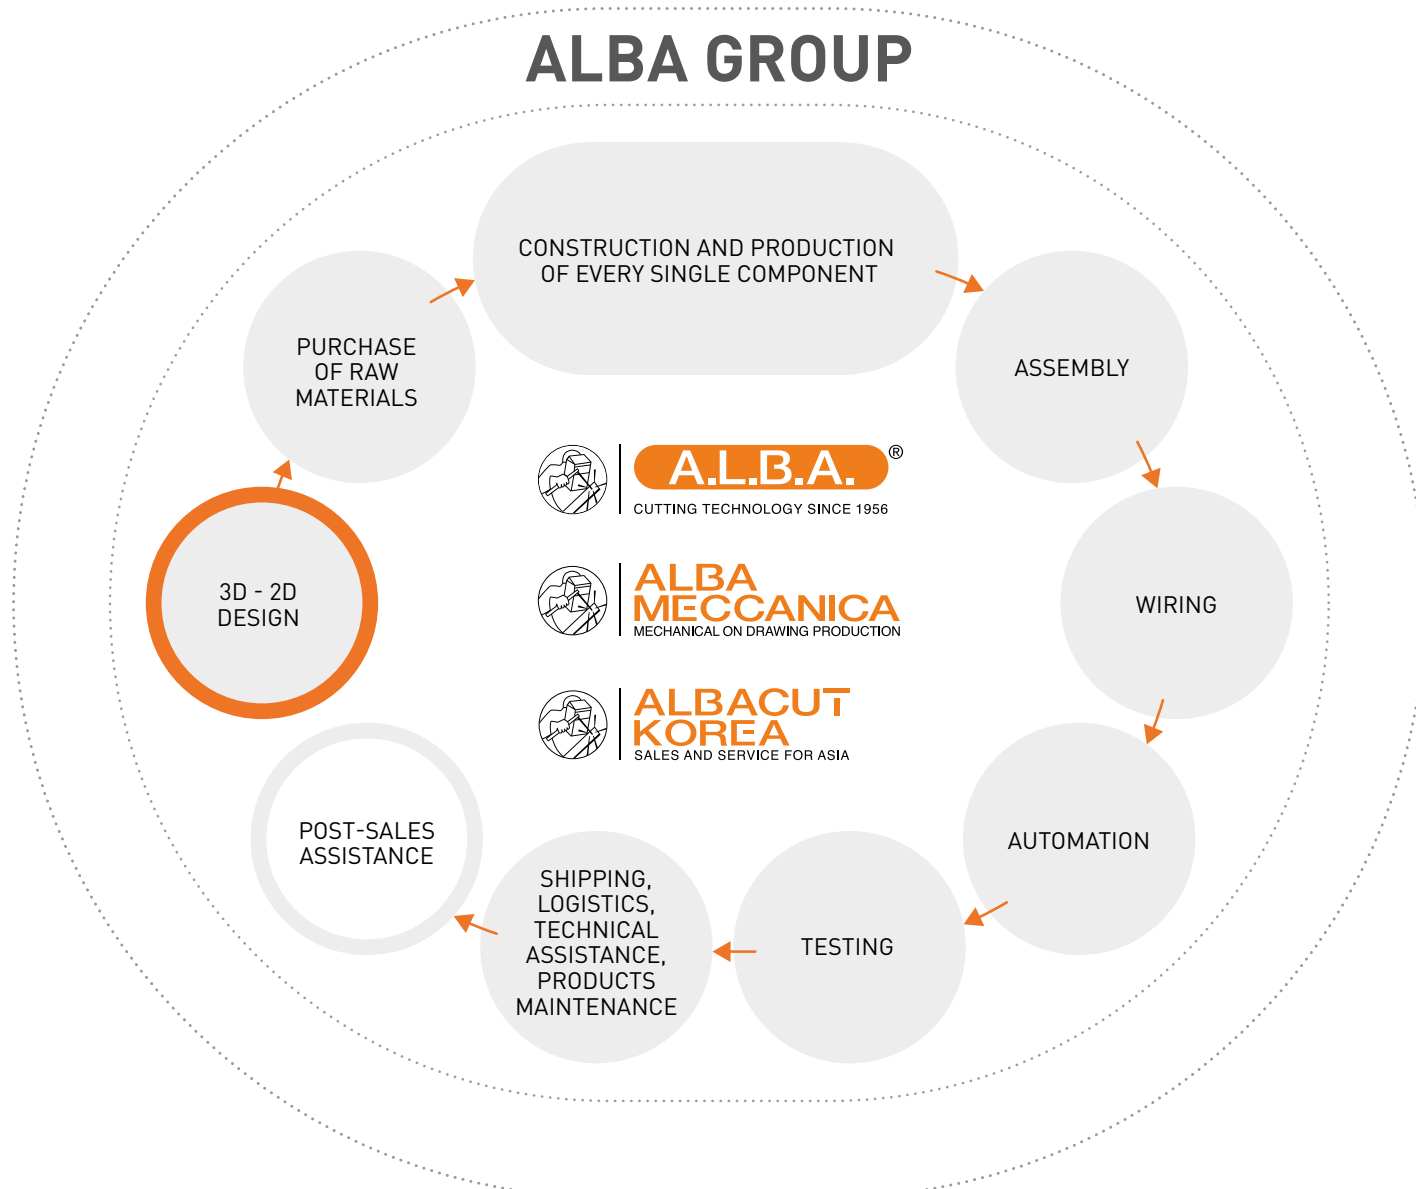 ALBA GROUP
CONSTRUCTION AND PRODUCTION
OF EVERY SINGLE COMPONENT
PURCHASE
OF RAW
MATERIALS
ASSEMBLY
A.L.B.A.®
CUTTING TECHNOLOGY SINCE 1956
3D - 2D
DESIGN
ALBA
MECCANICA
MECHANICAL ON DRAWING PRODUCTION
WIRING
ALBACUT
KOREA
SALES AND SERVICE FOR ASIA
POST-SALES
ASSISTANCE
AUTOMATION
SHIPPING,
LOGISTICS,
TECHNICAL
ASSISTANCE,
PRODUCTS
MAINTENANCE
TESTING